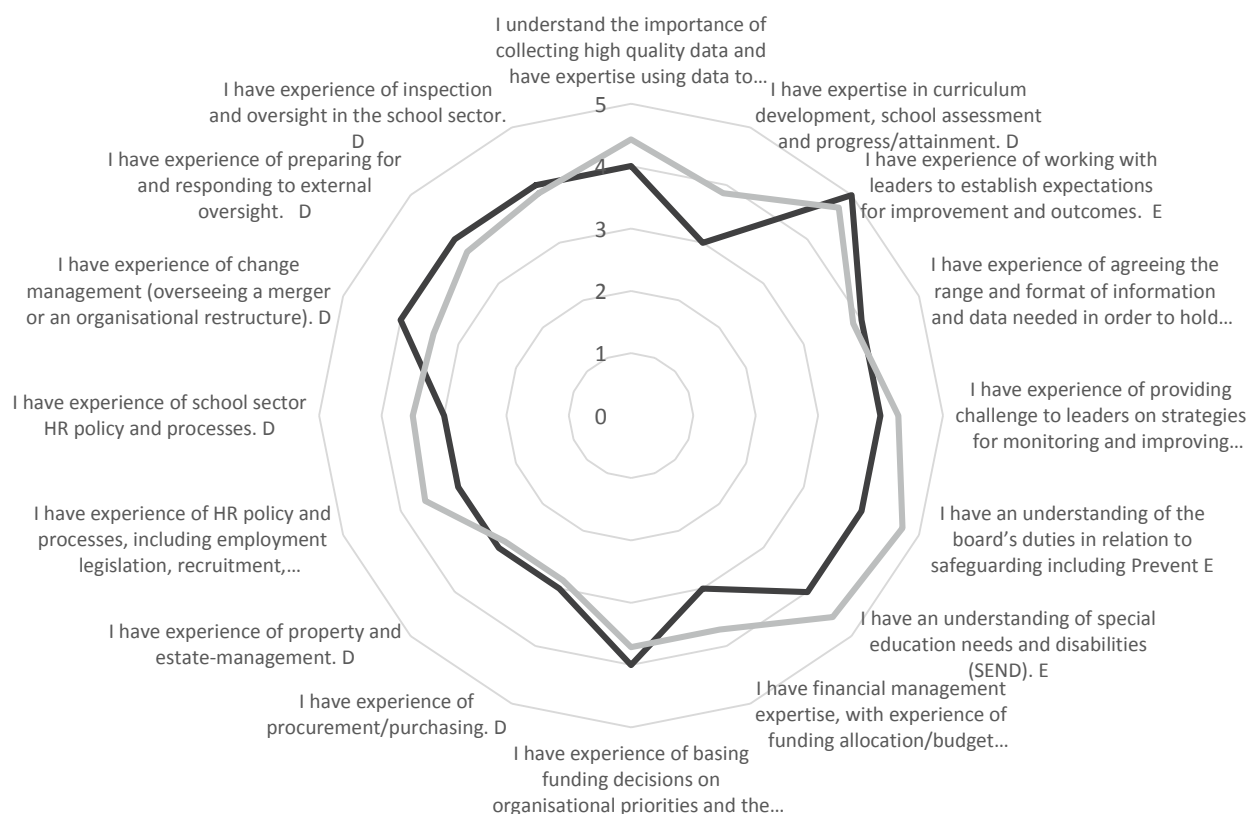 I understand the importance of
collecting high quality data and
have expertise using data to…
I have expertise in curriculum
development, school assessment
and progress/attainment. D
I have experience of working with
leaders to establish expectations
for improvement and outcomes.  E
I have experience of agreeing the
range and format of information
and data needed in order to hold…
I have experience of providing
challenge to leaders on strategies
for monitoring and improving…
I have an understanding of the
board’s duties in relation to
safeguarding including Prevent E
I have an understanding of special
education needs and disabilities
(SEND). E
I have financial management
expertise, with experience of
funding allocation/budget…
I have experience of basing
funding decisions on
organisational priorities and the…
I have experience of
procurement/purchasing. D
I have experience of property and
estate-management. D
I have experience of HR policy and
processes, including employment
legislation, recruitment,…
I have experience of school sector
HR policy and processes. D
I have experience of change
management (overseeing a merger
or an organisational restructure). D
I have experience of preparing for
and responding to external
oversight.   D
I have experience of inspection
and oversight in the school sector.
D
5
4
3
2
1
0